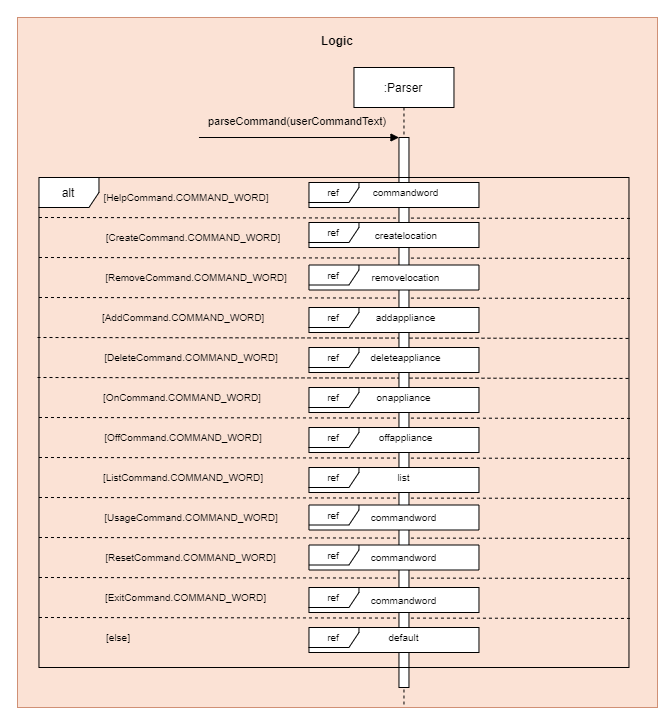 Logic
:Parser
parseCommand(userCommandText)
alt
[HelpCommand.COMMAND_WORD]
ref
commandword
[CreateCommand.COMMAND_WORD]
ref
createlocation
[RemoveCommand.COMMAND_WORD]
ref
removelocation
[AddCommand.COMMAND_WORD]
ref
addappliance
[DeleteCommand.COMMAND_WORD]
ref
deleteappliance
[OnCommand.COMMAND_WORD]
ref
onappliance
[OffCommand.COMMAND_WORD]
ref
offappliance
[ListCommand.COMMAND_WORD]
ref
list
[UsageCommand.COMMAND_WORD]
ref
commandword
[ResetCommand.COMMAND_WORD]
ref
commandword
[ExitCommand.COMMAND_WORD]
ref
commandword
[else]
ref
default